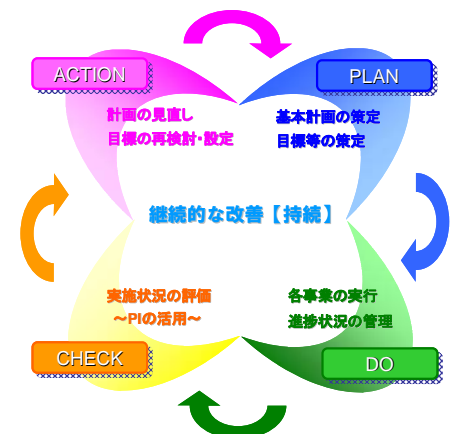 ACTION
計画の見直し
目標の再検討・設定
PLAN
基本計画の策定
目標等の策定
継続的な改善【持続】
実施状況の評価
～PIの活用～
CHECK
各事業の実行
進捗状況の管理
DO